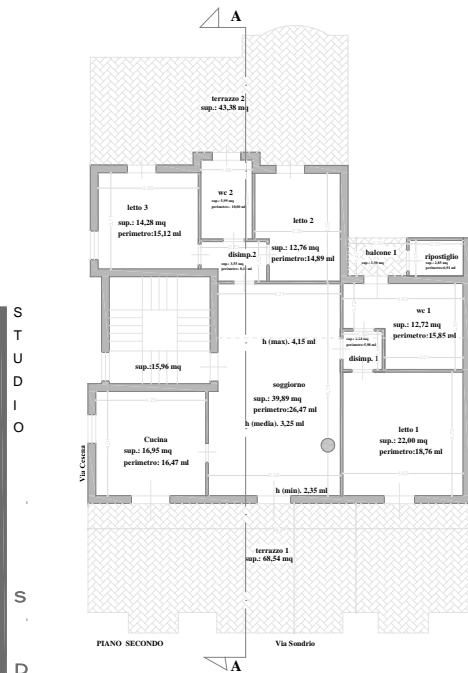 A
terrazzo 2
sup.: 43,38 mq
letto 3
sup.: 14,28 mq
perimetro:15,12 ml
wc 2
letto 2
sup.: 12,76 mq
perimetro:14,89 ml
disimp.2
balcone 1
ripostiglio
wc 1
sup.: 12,72 mq
perimetro:15,85 ml
disimp. 1
sup.:15,96 mq
h (max). 4,15 ml
soggiorno
sup.: 39,89 mq
perimetro:26,47 ml
h (media). 3,25 ml
h (min). 2,35 ml
Cucina
sup.: 16,95 mq
perimetro: 16,47 ml
letto 1
sup.: 22,00 mq
perimetro:18,76 ml
Via Cesena
terrazzo 1
sup.: 68,54 mq
PIANO SECONDO
Via Sondrio
A
S
T
U
D
I
O
S
D